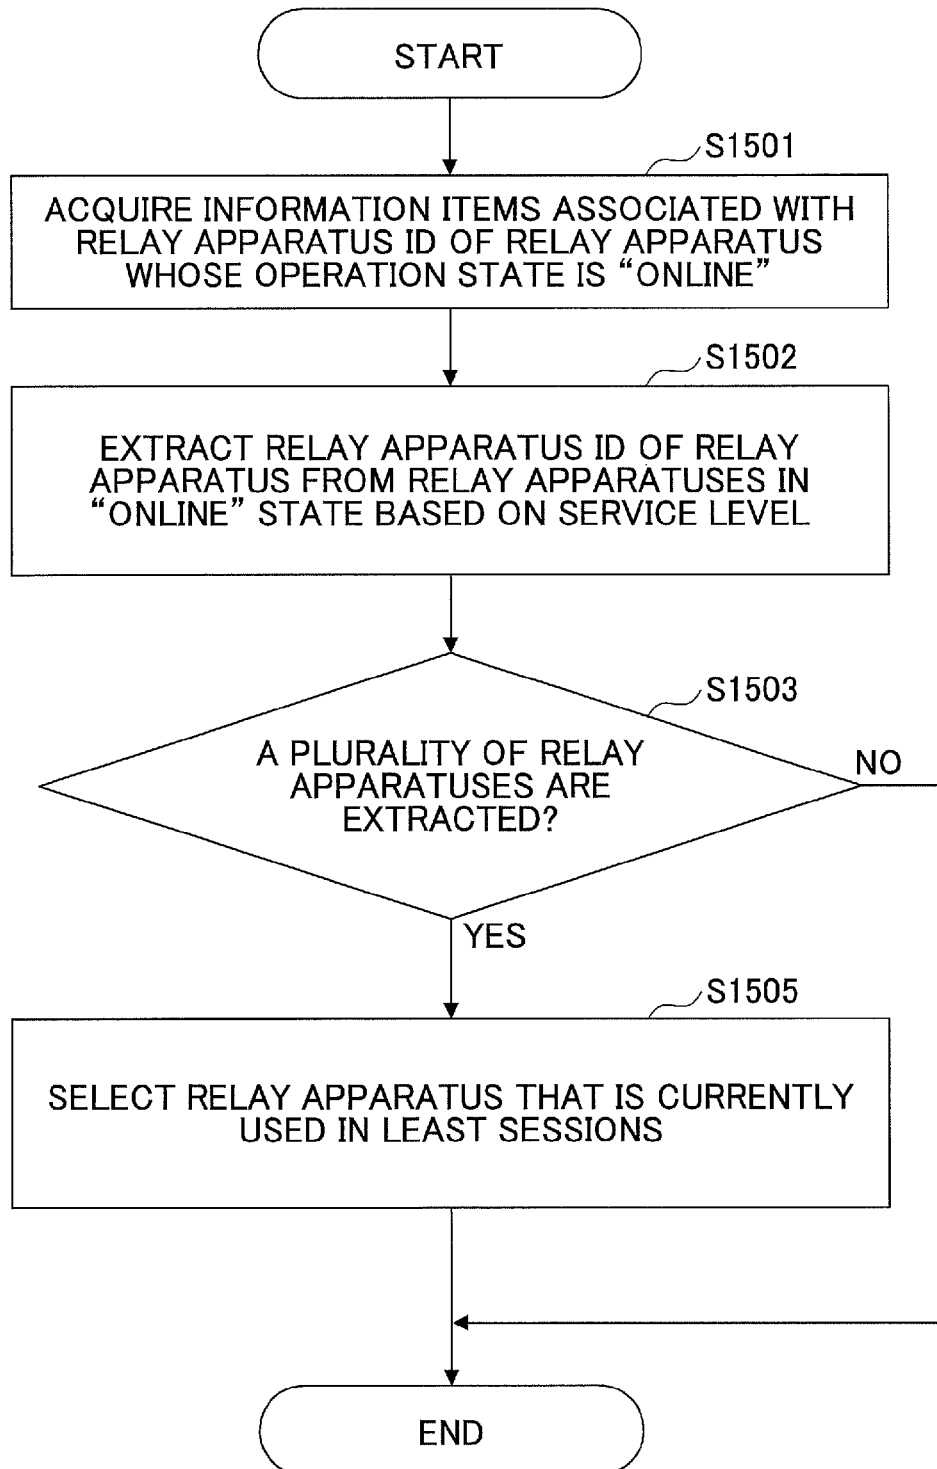 START
S1501
ACQUIRE INFORMATION ITEMS ASSOCIATED WITH
RELAY APPARATUS ID OF RELAY APPARATUS
WHOSE OPERATION STATE IS “ONLINE”
S1502
EXTRACT RELAY APPARATUS ID OF RELAY
APPARATUS FROM RELAY APPARATUSES IN
“ONLINE” STATE BASED ON SERVICE LEVEL
S1503
A PLURALITY OF RELAY
APPARATUSES ARE
EXTRACTED?
NO
YES
S1505
SELECT RELAY APPARATUS THAT IS CURRENTLY
USED IN LEAST SESSIONS
END